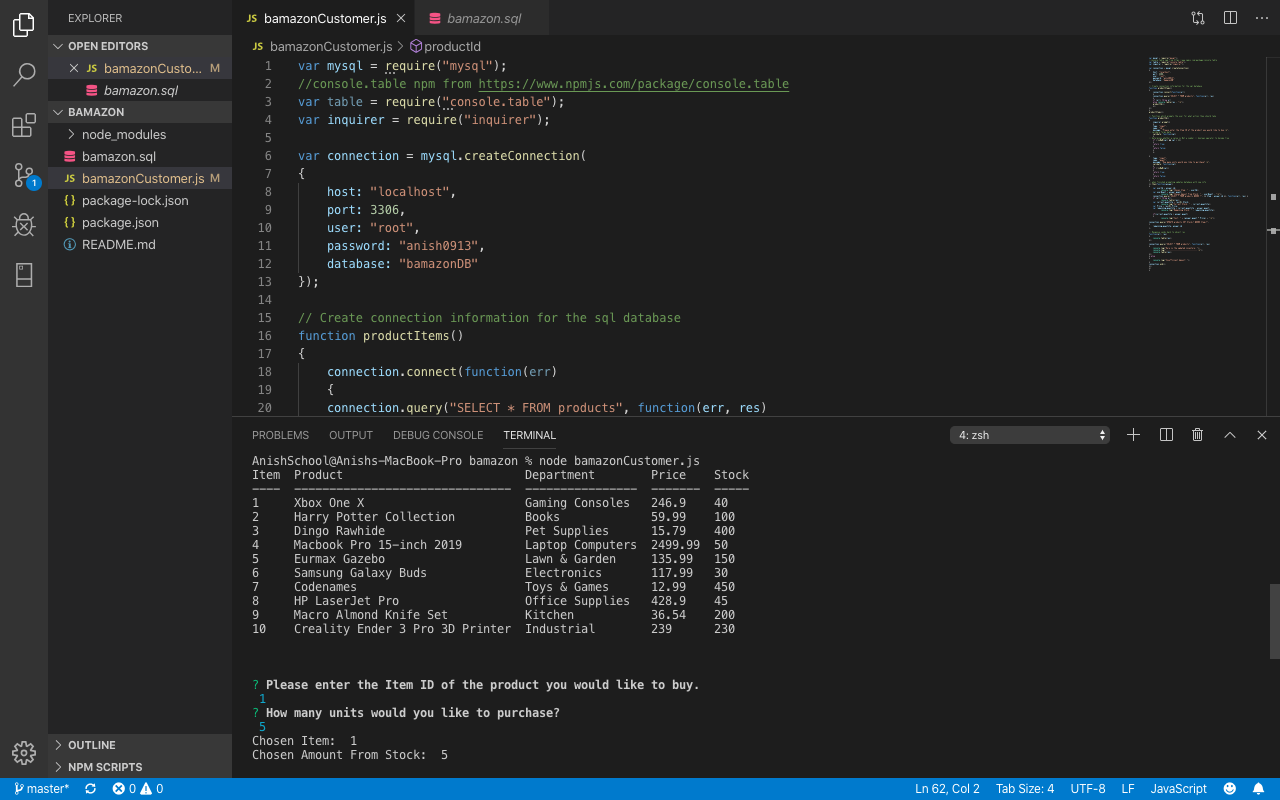 EXPLORER
OPEN EDITORS
bamazonCusto... M
bamazon.sql
BAMAZON
node_modules
bamazon.sql
JS bamazonCustomer.js M
{} package-lock.json
{} package.json
README.md
OUTLINE
NPM SCRIPTS
JS bamazonCustomer.js
bamazon.sql
JS bamazonCustomer.js > productId
1 var mysql = require("mysql");
2 //console.table npm from https://www.npmjs.com/package/console.table
3 var table = require("console.table");
4 var inquirer = require("inquirer");
5
6 var connection = mysql.createConnection(
7 {
8 host: "localhost",
9 port: 3306,
10 user: "root",
11 password: "anish0913",
12 database: "bamazonDB"
13 });
14
15 // Create connection information for the sql database
16 function productItems()
17 {
18 connection.connect(function(err)
19 {
20 connection.query("SELECT * FROM products", function(err, res)
PROBLEMS OUTPUT DEBUG CONSOLE TERMINAL 4: zsh
AnishSchool@Anishs-MacBook-Pro bamazon % node bamazonCustomer.js
Item Product Department Price Stock
---- ------------------------------- ---------------- ------- -----
1 Xbox One X Gaming Consoles 246.9 40
2 Harry Potter Collection Books 59.99 100
3 Dingo Rawhide Pet Supplies 15.79 400
4 Macbook Pro 15-inch 2019 Laptop Computers 2499.99 50
5 Eurmax Gazebo Lawn & Garden 135.99 150
6 Samsung Galaxy Buds Electronics 117.99 30
7 Codenames Toys & Games 12.99 450
8 HP LaserJet Pro Office Supplies 428.9 45
9 Macro Almond Knife Set Kitchen 36.54 200
10 Creality Ender 3 Pro 3D Printer Industrial 239 230
? Please enter the Item ID of the product you would like to buy.
1
? How many units would you like to purchase?
5
Chosen Item: 1
Chosen Amount From Stock: 5
master* 0 0 Ln 62, Col 2 Tab Size: 4 UTF-8 LF JavaScript